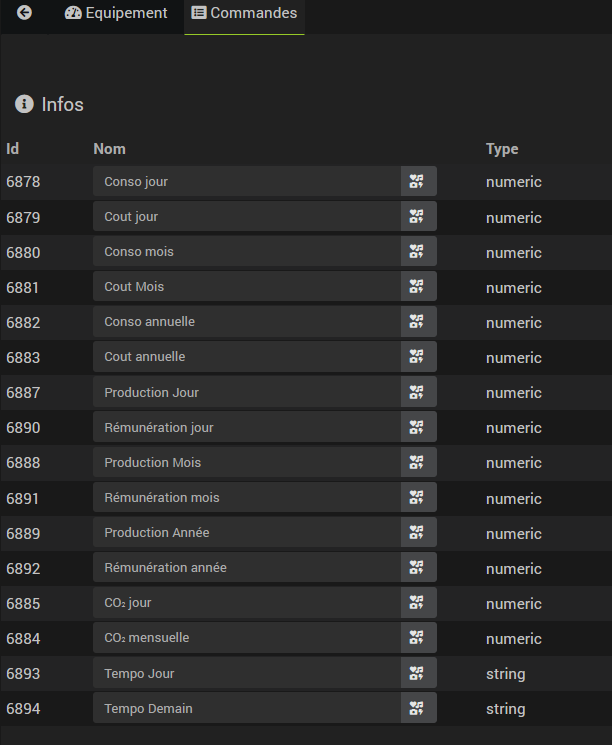 Equipement Commandes
Infos
Id Nom Type
6878 Conso jour numeric
6879 Cout jour numeric
6880 Conso mois numeric
6881 Cout Mois numeric
6882 Conso annuelle numeric
6883 Cout annuelle numeric
6887 Production Jour numeric
6890 Rémunération jour numeric
6888 Production Mois numeric
6891 Rémunération mois numeric
6889 Production Année numeric
6892 Rémunération année numeric
6885 CO₂ jour numeric
6884 CO₂ mensuelle numeric
6893 Tempo Jour string
6894 Tempo Demain string